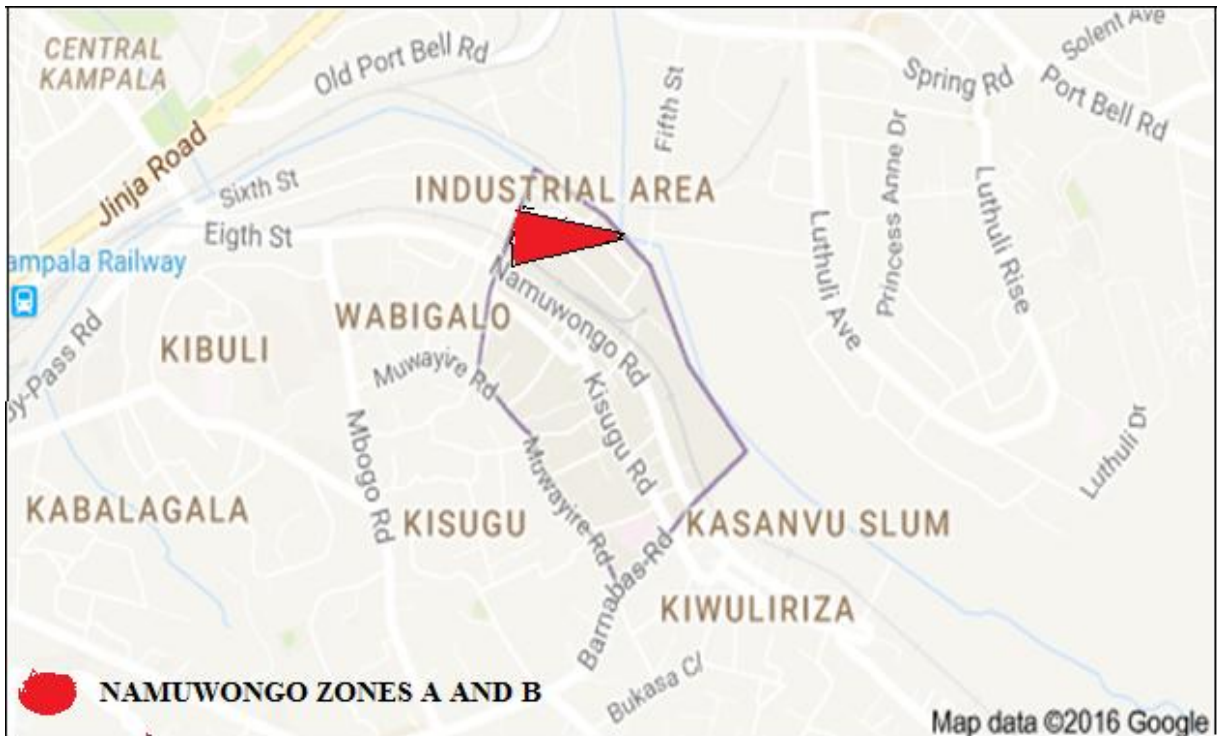 CENTRAL
KAMPALA
Old Port Bell Rd
Jinja Road
Sixth St
Eigth St
Fifth St
Solent Ave
Spring Rd
Port Bell Rd
INDUSTRIAL AREA
Princess Anne Dr
Luthuli Rise
Luthuli Ave
Luthuli Dr
ampala Railway
WABIGALO
Namuwongo Rd
KIBULI
Muwayire Rd
Kisugu Rd
y-Pass Rd
Mbogo Rd
Muwayire Rd
KABALAGALA
KISUGU
KASANVU SLUM
Barnabas Rd
KIWULIRIZA
Bukasa Cl
NAMUWONGO ZONES A AND B
Map data ©2016 Google